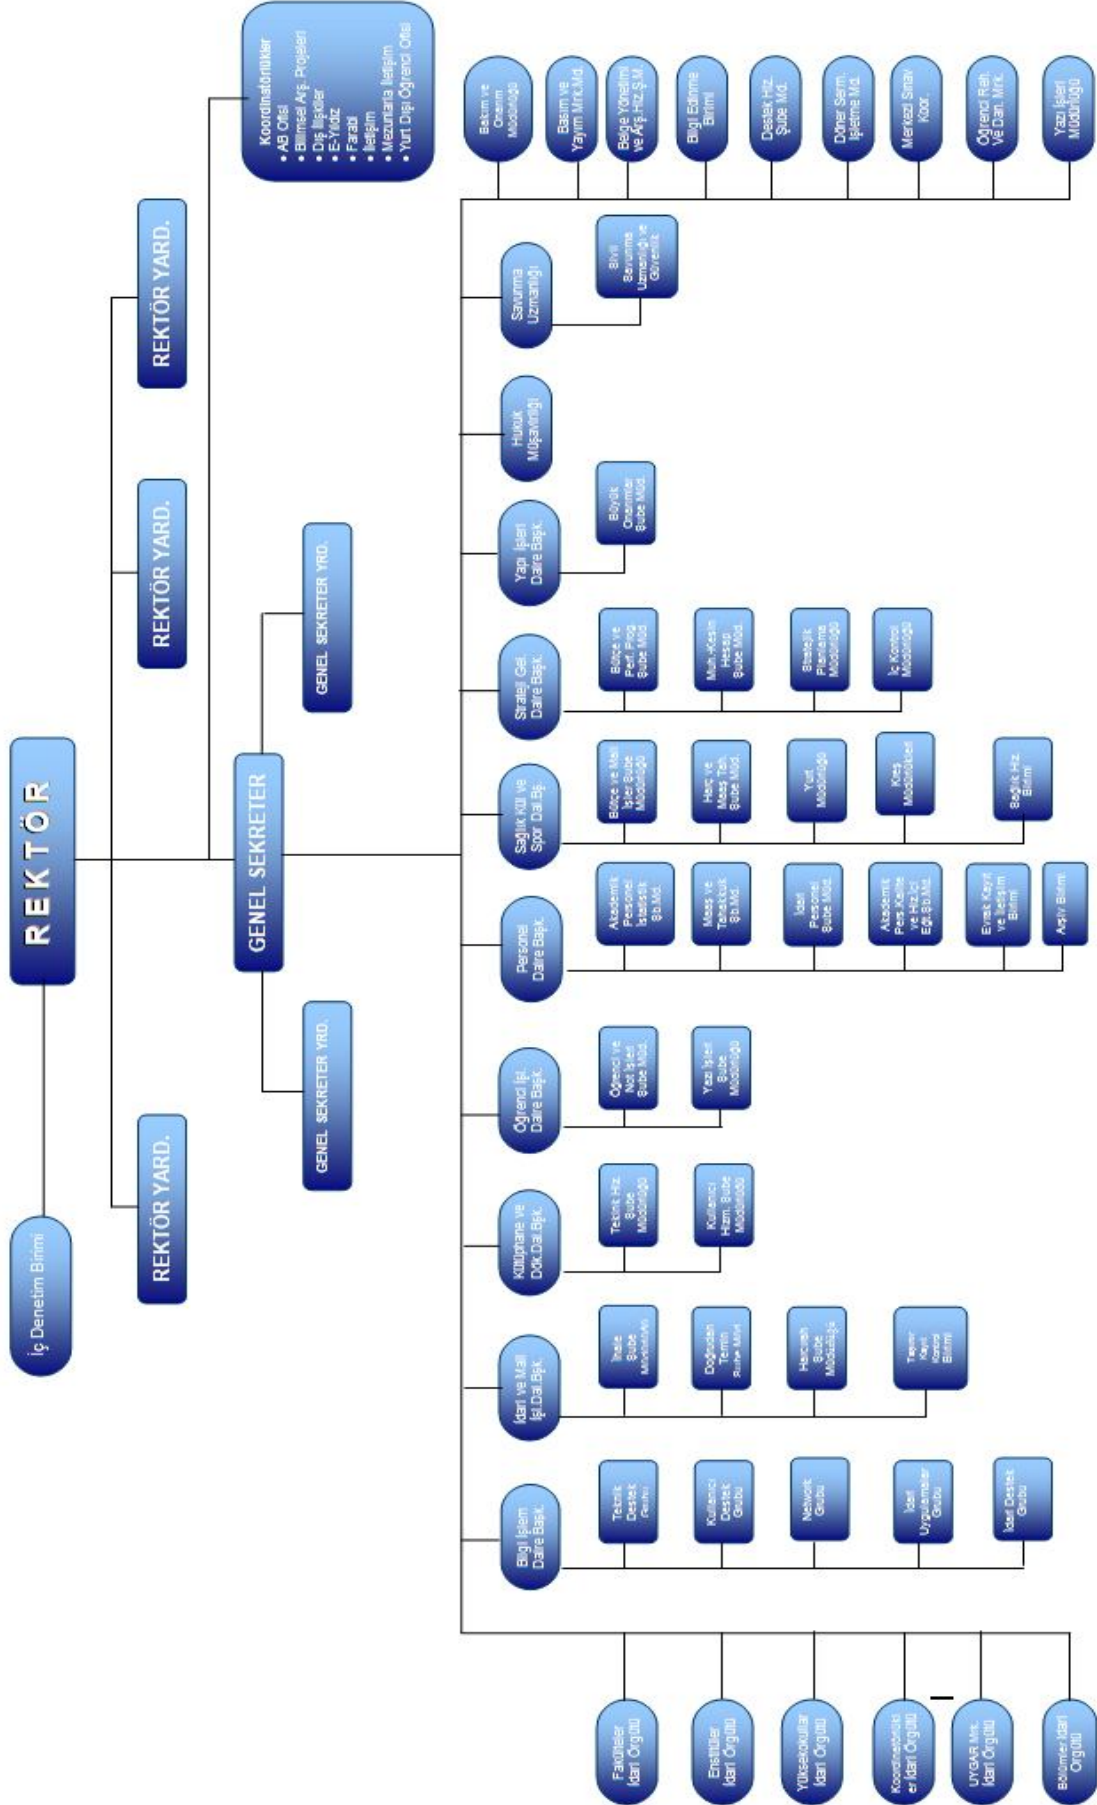 REKTÖR
İç Denetim Birimi
REKTÖR YARD.
REKTÖR YARD.
REKTÖR YARD.
Koordinatörlükler
• AB Ofisi
• Bilimsel Arş. Projeleri
• Dış İlişkiler
• E-Yıldız
• Farabi
• İletişim
• Mezunlarla İletişim
• Yurt Dışı Öğrenci Ofisi
GENEL SEKRETER
GENEL SEKRETER YRD.
GENEL SEKRETER YRD.
Fakülteler
İdari Örgütü
Enstitüler
İdari Örgütü
Yüksekokullar
İdari Örgütü
Koordinatörlükl
er İdari Örgütü
UYGAR Mrk.
İdari Örgütü
Bölümler İdari
Örgütü
Bilgi İşlem
Daire Başk.
Teknik
Destek
Grubu
Kullanıcı
Destek
Grubu
Network
Grubu
İdari
Uygulamalar
Grubu
İdari Destek
Grubu
İdari ve Mali
İşl.Dai.Bşk.
İhale
Şube
Müdürlüğü
Doğrudan
Temin
Şube Müd
Harcırah
Şube
Müdürlüğü
Taşınır
Kayıt
Kontrol
Birimi
Kütüphane ve
Dök.Dai.Bşk.
Teknik Hiz.
Şube
Müdürlüğü
Kullanıcı
Hizm. Şube
Müdürlüğü
Öğrenci İşl.
Daire Başk.
Öğrenci ve
Not İşleri
Şube Müd.
Yazı İşleri
Şube
Müdürlüğü
Personel
Daire Başk.
Akademik
Personel
İstatistik
Şb.Md.
Maaş ve
Tahakkuk
Şb.Md.
İdari
Personel
Şube Müd.
Akademik
Pers.Kalite
ve Hiz.İçi
Eğt.Şb.Md.
Evrak Kayıt
ve İletişim
Birimi
Arşiv Birimi
Sağlık Kül ve
Spor Dai.Bş.
Bütçe ve Mali
İşler Şube
Müdürlüğü
Harç ve
Maaş Tah.
Şube Müd.
Yurt
Müdürlüğü
Kreş
Müdürlükleri
Sağlık Hiz.
Birimi
Strateji Gel.
Daire Başk.
Bütçe ve
Perf. Prog.
Şube Müd.
Muh.-Kesin
Hesap
Şube Müd.
Stratejik
Planlama
Müdürlüğü
İç Kontrol
Müdürlüğü
Yapı İşleri
Daire Başk.
Büyük
Onarımlar
Şube Müd.
Hukuk
Müşavirliği
Savunma
Uzmanlığı
Sivil
Savunma
Uzmanlığı ve
Güvenlik
Bakım ve
Onarım
Müdürlüğü
Basım ve
Yayım Mrk.Md.
Belge Yönetimi
ve Arş.Hiz.Ş.M.
Bilgi Edinme
Birimi
Destek Hiz.
Şube Md.
Döner Serm.
İşletme Md.
Merkezi Sınav
Koor.
Öğrenci Reh.
Ve Dan. Mrk.
Yazı İşleri
Müdürlüğü